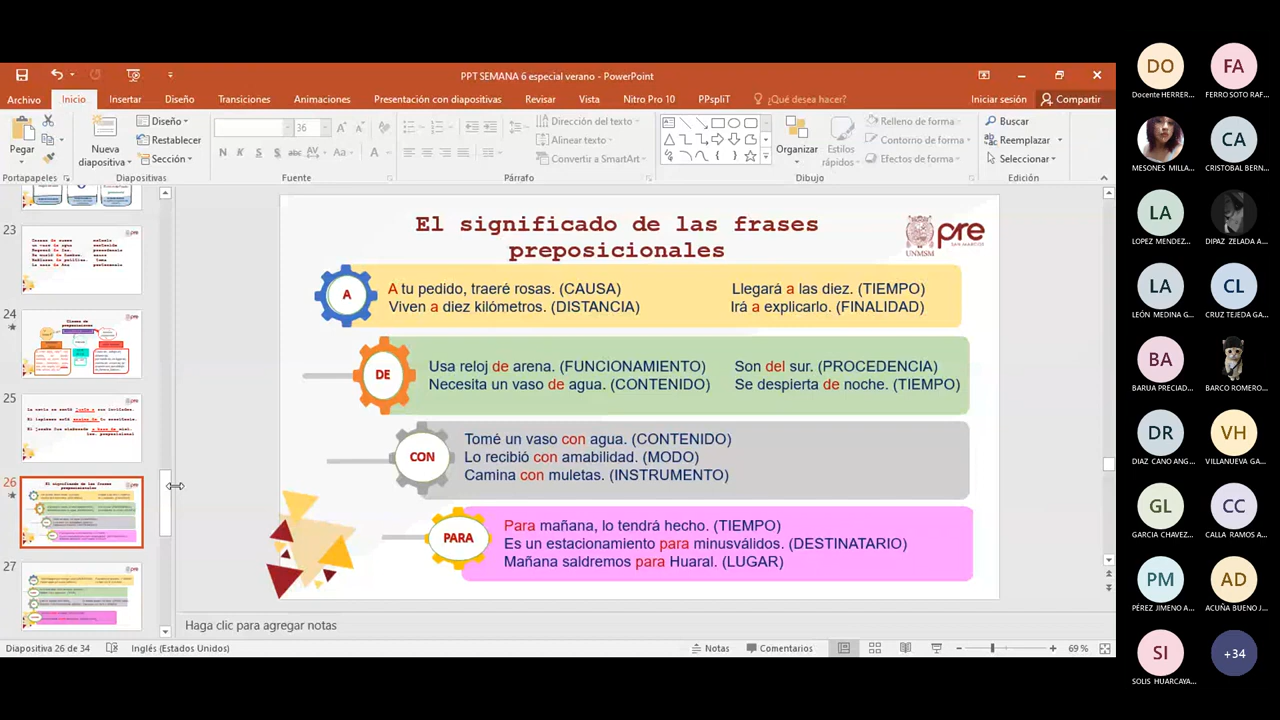 PPT SEMANA 6 especial verano - PowerPoint
Archivo Inicio Insertar Diseño Transiciones Animaciones Presentación con diapositivas Revisar Vista Nitro Pro 10 PPspliT ¿Qué desea hacer? Iniciar sesión Compartir
Pegar
Nueva diapositiva
Diseño
Restablecer
Sección
36
N K S abc AV Aa A
Dirección del texto
Alinear texto
Convertir a SmartArt
Organizar
Estilos rápidos
Relleno de forma
Contorno de forma
Efectos de forma
Buscar
Reemplazar
Seleccionar
Portapapeles Diapositivas Fuente Párrafo Dibujo Edición
23
24
25
26
27
El significado de las frases
preposicionales
UNMSM
pre
SAN MARCOS
A
A tu pedido, traeré rosas. (CAUSA) Llegará a las diez. (TIEMPO)
Viven a diez kilómetros. (DISTANCIA) Irá a explicarlo. (FINALIDAD)
DE
Usa reloj de arena. (FUNCIONAMIENTO) Son del sur. (PROCEDENCIA)
Necesita un vaso de agua. (CONTENIDO) Se despierta de noche. (TIEMPO)
CON
Tomé un vaso con agua. (CONTENIDO)
Lo recibió con amabilidad. (MODO)
Camina con muletas. (INSTRUMENTO)
PARA
Para mañana, lo tendrá hecho. (TIEMPO)
Es un estacionamiento para minusválidos. (DESTINATARIO)
Mañana saldremos para Huaral. (LUGAR)
Haga clic para agregar notas
Diapositiva 26 de 34 Inglés (Estados Unidos) Notas Comentarios 69 %
DO FA
Docente HERRER... FERRO SOTO RAF...
CA
MESONES MILLA... CRISTOBAL BERN...
LA
LOPEZ MENDEZ... DIPAZ ZELADA A...
LA CL
LEÓN MEDINA G... CRUZ TEJEDA GA...
BA
BARUA PRECIAD... BARCO ROMERO...
DR VH
DIAZ CANO ANG... VILLANUEVA GA...
GL CC
GARCIA CHAVEZ... CALLA RAMOS A...
PM AD
PÉREZ JIMENO A... ACUÑA BUENO J...
SI +34
SOLIS HUARCAYA...